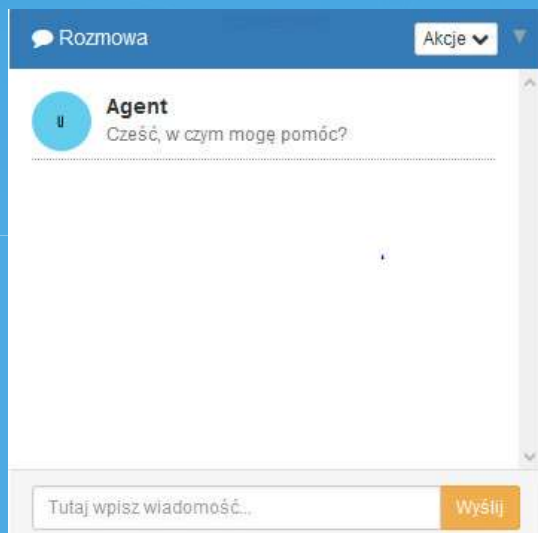 Rozmowa
Akcje
Agent
Cześć, w czym mogę pomóc?
Tutaj wpisz wiadomość...
Wyślij